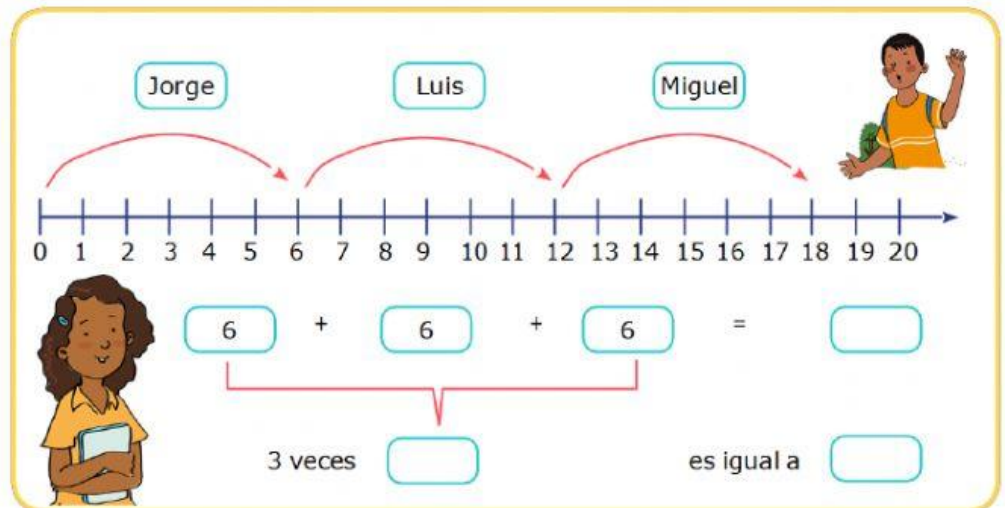 Jorge Luis Miguel
0 1 2 3 4 5 6 7 8 9 10 11 12 13 14 15 16 17 18 19 20
6 + 6 + 6 =
3 veces es igual a